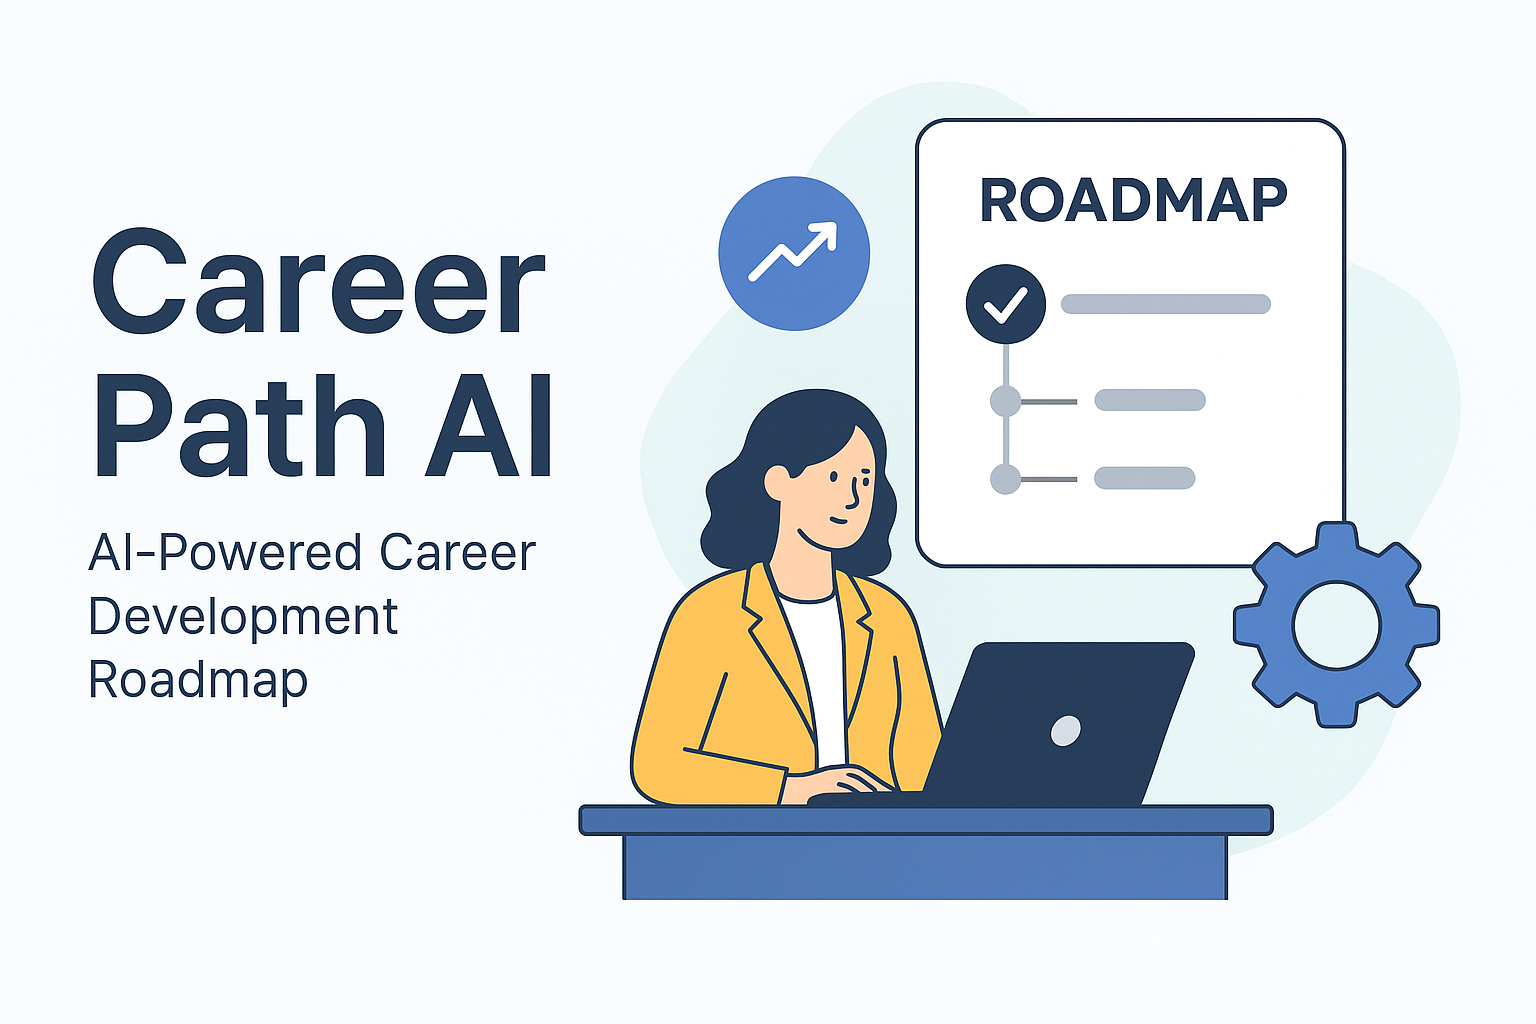 Career
Path AI
AI-Powered Career
Development
Roadmap
ROADMAP